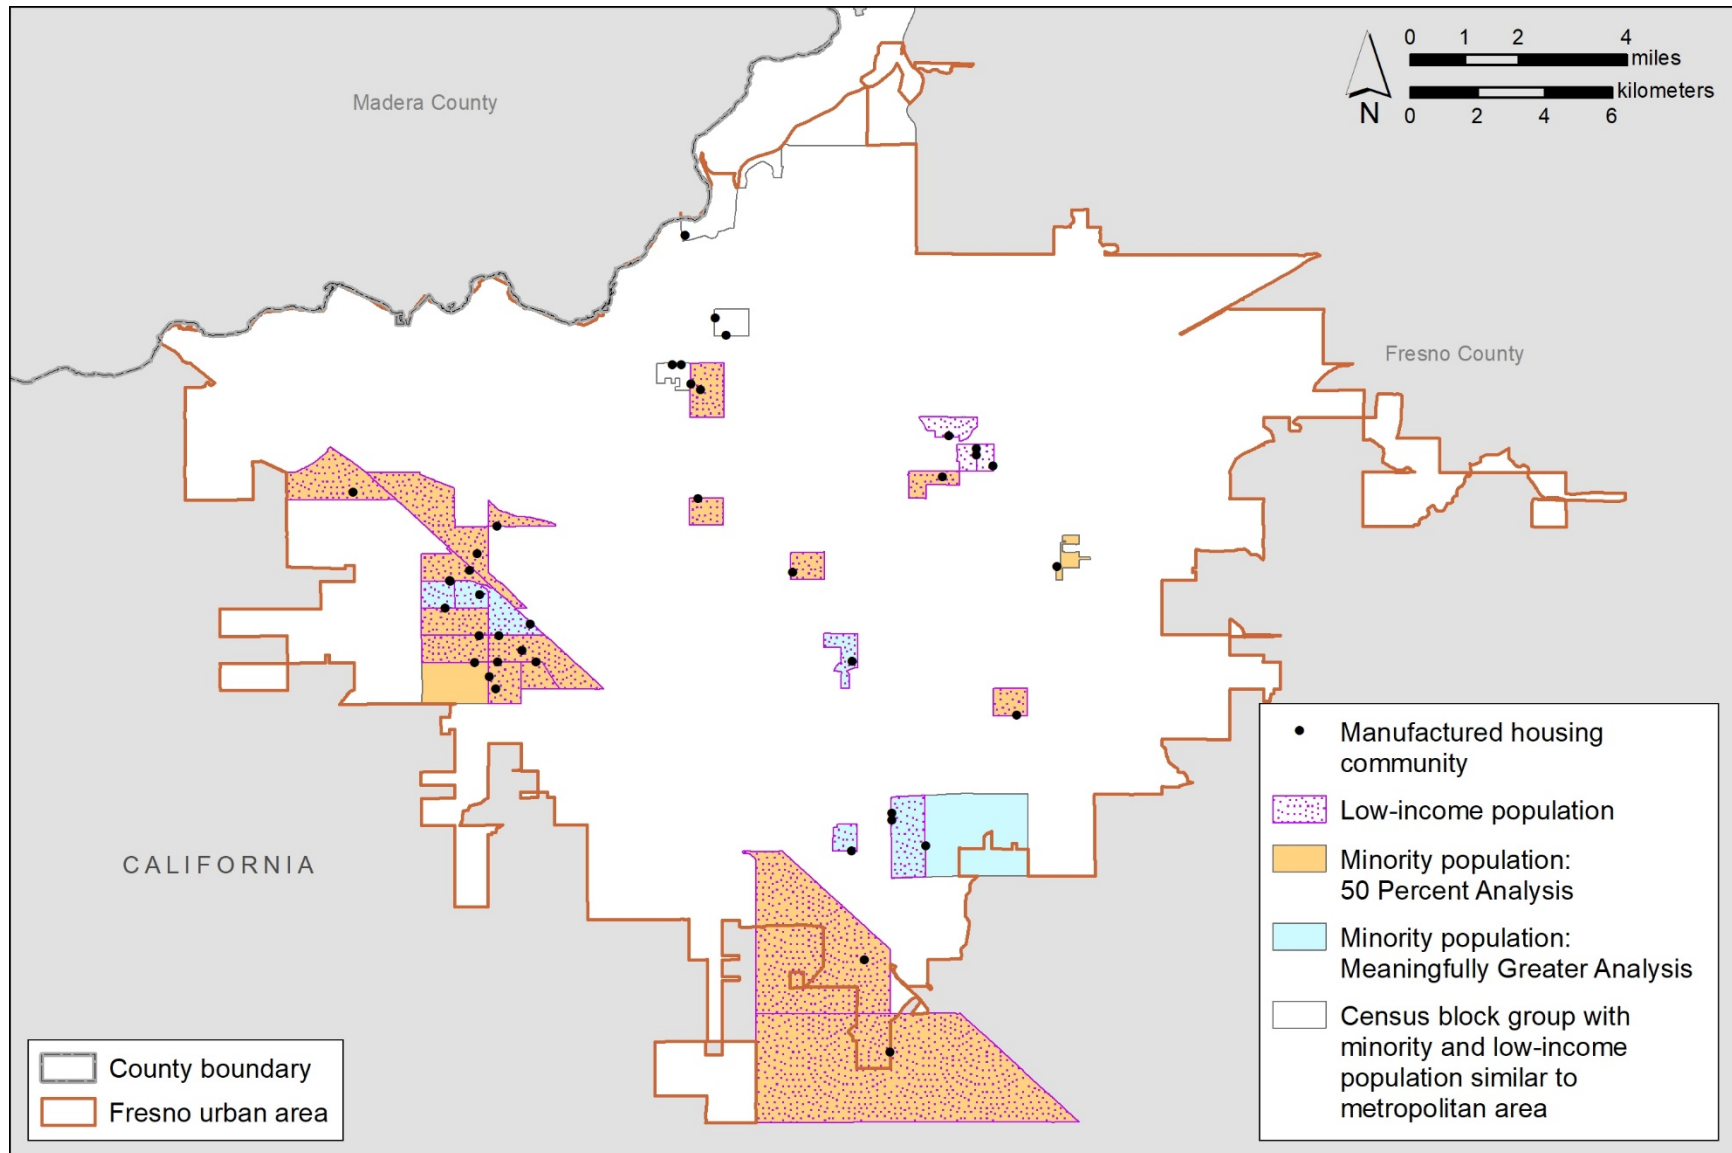 Madera County
0 1 2 4
miles
kilometers
0 2 4 6
N
Fresno County
CALIFORNIA
County boundary
Fresno urban area
Manufactured housing
community
Low-income population
Minority population:
50 Percent Analysis
Minority population:
Meaningfully Greater Analysis
Census block group with
minority and low-income
population similar to
metropolitan area